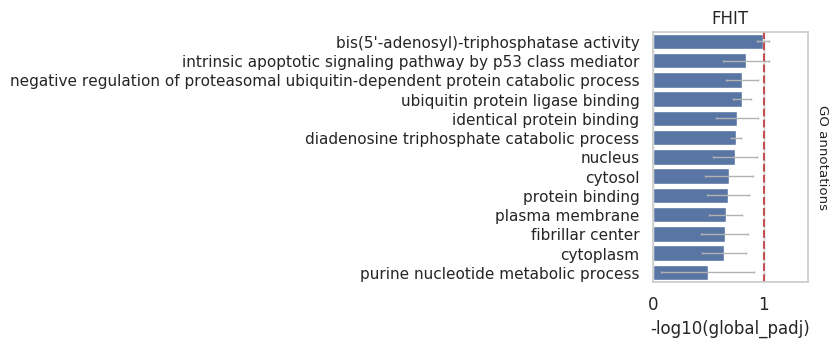 FHIT
bis(5'-adenosyl)-triphosphatase activity
intrinsic apoptotic signaling pathway by p53 class mediator
negative regulation of proteasomal ubiquitin-dependent protein catabolic process
ubiquitin protein ligase binding
identical protein binding
diadenosine triphosphate catabolic process
nucleus
cytosol
protein binding
plasma membrane
fibrillar center
cytoplasm
purine nucleotide metabolic process
0 1
-log10(global_padj)
GO annotations